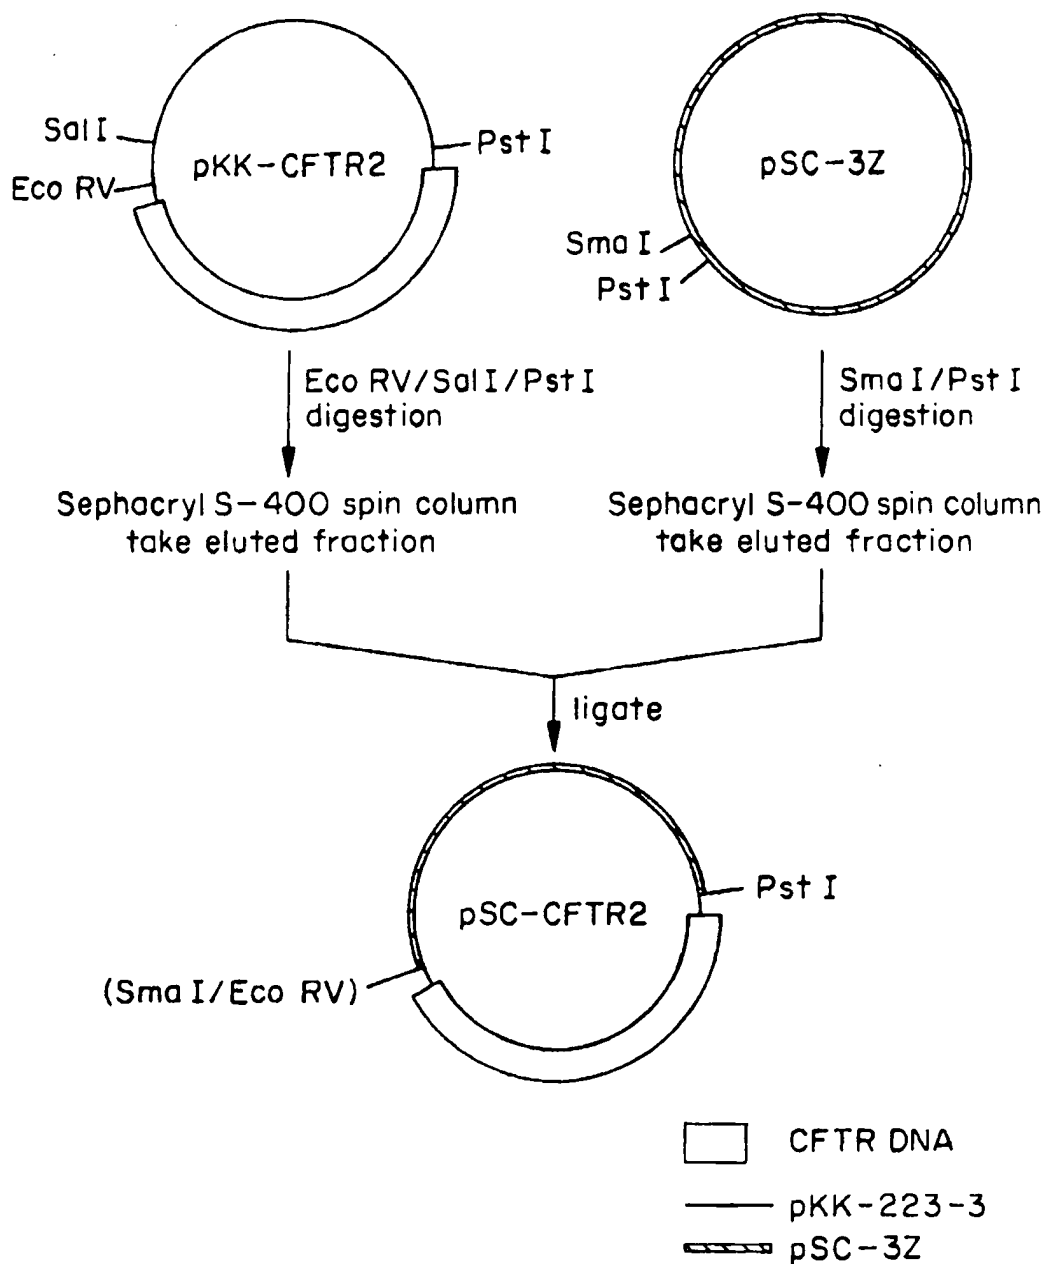 Sal I
Eco RV
pKK-CFTR2
Pst I
pSC-3Z
Sma I
Pst I
Eco RV/Sal I/Pst I
digestion
Sma I/Pst I
digestion
Sephacryl S-400 spin column
take eluted fraction
Sephacryl S-400 spin column
take eluted fraction
ligate
pSC-CFTR2
Pst I
(Sma I/Eco RV)
CFTR DNA
pKK-223-3
pSC-3Z